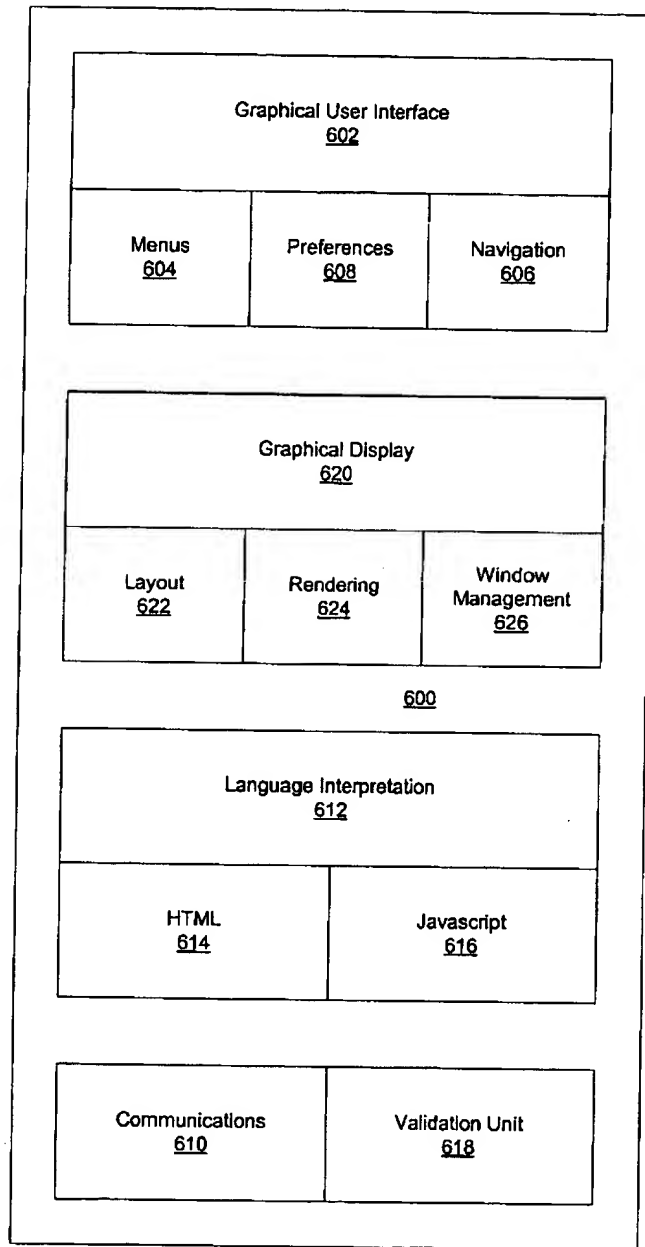 Graphical User Interface
602
Menus
604
Preferences
608
Navigation
606
Graphical Display
620
Layout
622
Rendering
624
Window
Management
626
600
Language Interpretation
612
HTML
614
Javascript
616
Communications
610
Validation Unit
618